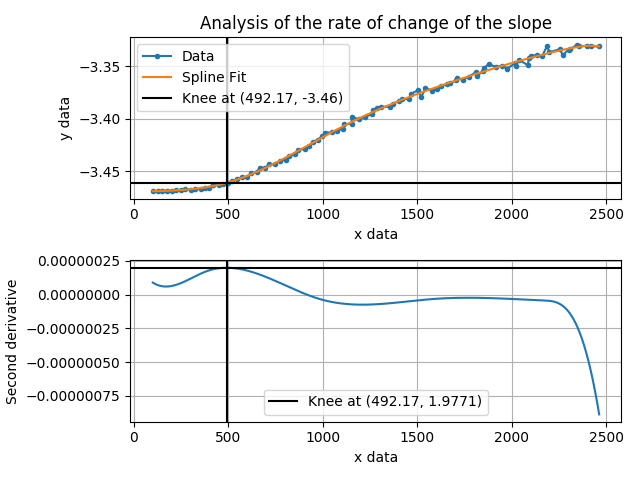 Analysis of the rate of change of the slope
Data
Spline Fit
Knee at (492.17, -3.46)
y data
−3.35
−3.40
−3.45
0
500
1000
1500
2000
2500
x data
Second derivative
0.00000025
0.00000000
−0.00000025
−0.00000050
−0.00000075
Knee at (492.17, 1.9771)
0
500
1000
1500
2000
2500
x data